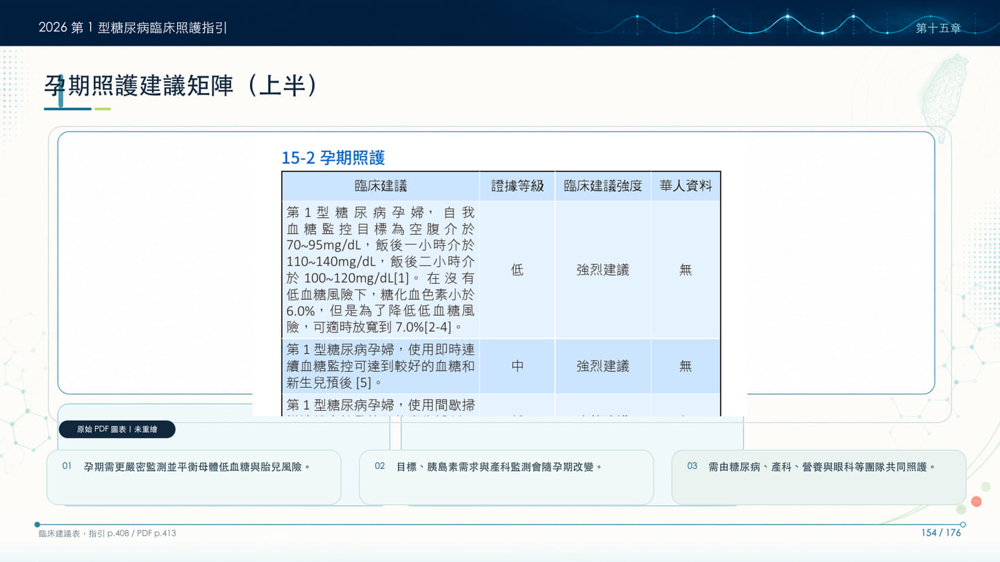 2026 第 1 型糖尿病臨床照護指引
第十五章
孕期照護建議矩陣（上半）
15-2 孕期照護
臨床建議 證據等級 臨床建議強度 華人資料
第 1 型糖尿病孕婦，自我
血糖監控目標為空腹介於
70~95mg/dL，飯後一小時介於
110~140mg/dL，飯後二小時介
於 100~120mg/dL[1]。在沒有
低血糖風險下，糖化血色素小於
6.0%，但是為了降低低血糖風
險，可適時放寬到 7.0%[2-4]。
低 強烈建議 無
第 1 型糖尿病孕婦，使用即時連
續血糖監控可達到較好的血糖和
新生兒預後 [5]。
中 強烈建議 無
第 1 型糖尿病孕婦，使用間歇掃
原始 PDF 圖表｜未重繪
01 孕期需更嚴密監測並平衡母體低血糖與胎兒風險。
02 目標、胰島素需求與產科監測會隨孕期改變。
03 需由糖尿病、產科、營養與眼科等團隊共同照護。
臨床建議表，指引 p.408 / PDF p.413
154 / 176